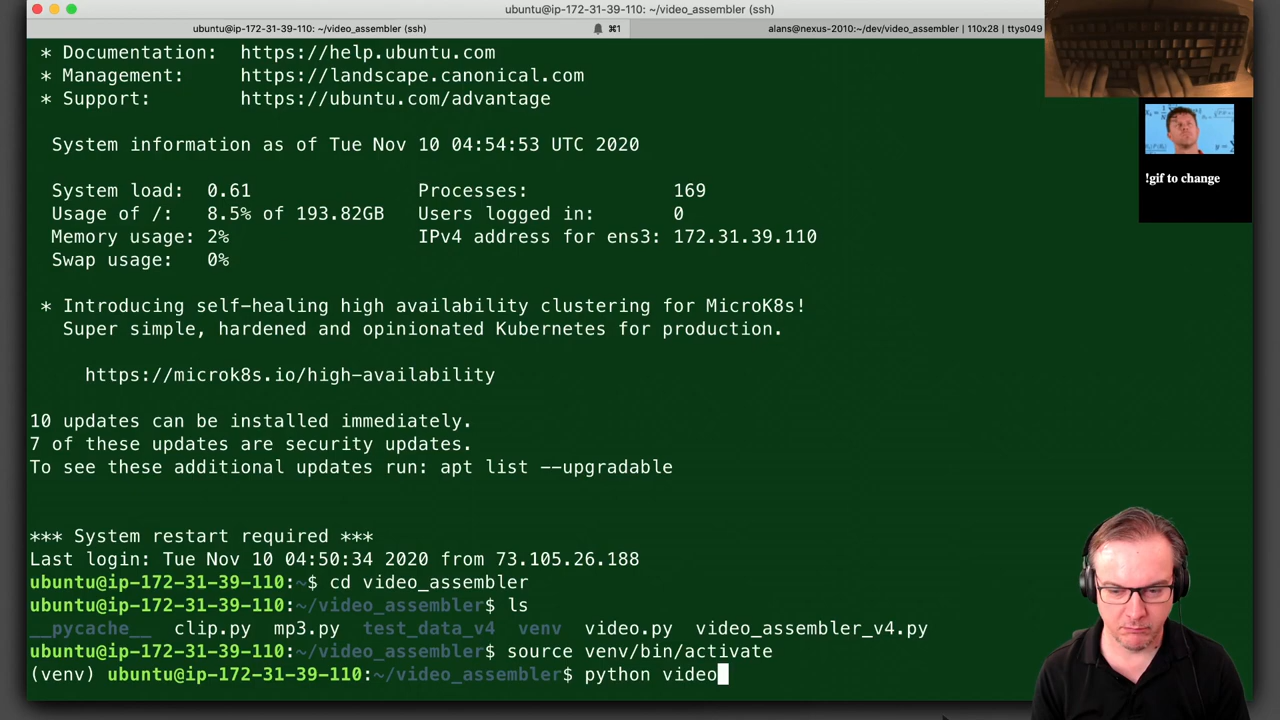 ubuntu@ip-172-31-39-110: ~/video_assembler (ssh)
ubuntu@ip-172-31-39-110: ~/video_assembler (ssh) ⌘1 alans@nexus-2010:~/dev/video_assembler | 110x28 | ttys049
* Documentation: https://help.ubuntu.com
* Management: https://landscape.canonical.com
* Support: https://ubuntu.com/advantage
!gif to change
System information as of Tue Nov 10 04:54:53 UTC 2020
System load: 0.61 Processes: 169
Usage of /: 8.5% of 193.82GB Users logged in: 0
Memory usage: 2% IPv4 address for ens3: 172.31.39.110
Swap usage: 0%
* Introducing self-healing high availability clustering for MicroK8s!
Super simple, hardened and opinionated Kubernetes for production.
https://microk8s.io/high-availability
10 updates can be installed immediately.
7 of these updates are security updates.
To see these additional updates run: apt list --upgradable
*** System restart required ***
Last login: Tue Nov 10 04:50:34 2020 from 73.105.26.188
ubuntu@ip-172-31-39-110:~$ cd video_assembler
ubuntu@ip-172-31-39-110:~/video_assembler$ ls
__pycache__ clip.py mp3.py test_data_v4 venv video.py video_assembler_v4.py
ubuntu@ip-172-31-39-110:~/video_assembler$ source venv/bin/activate
(venv) ubuntu@ip-172-31-39-110:~/video_assembler$ python video